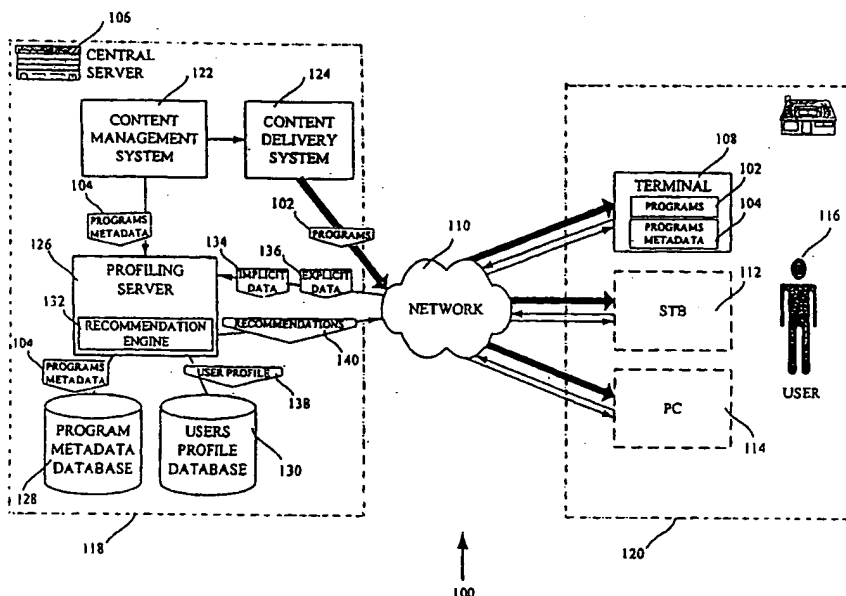 106
CENTRAL
SERVER
122
124
CONTENT
MANAGEMENT
SYSTEM
CONTENT
DELIVERY
SYSTEM
104
PROGRAMS
METADATA
102
PROGRAMS
126
134
136
PROFILING
SERVER
IMPLICIT
DATA
EXPLICIT
DATA
132
RECOMMENDATION
ENGINE
RECOMMENDATIONS
140
104
PROGRAMS
METADATA
USER PROFILE
138
PROGRAM
METADATA
DATABASE
USERS
PROFILE
DATABASE
128
130
118
110
NETWORK
108
TERMINAL
102
PROGRAMS
104
PROGRAMS
METADATA
116
112
STB
USER
PC
114
120
100